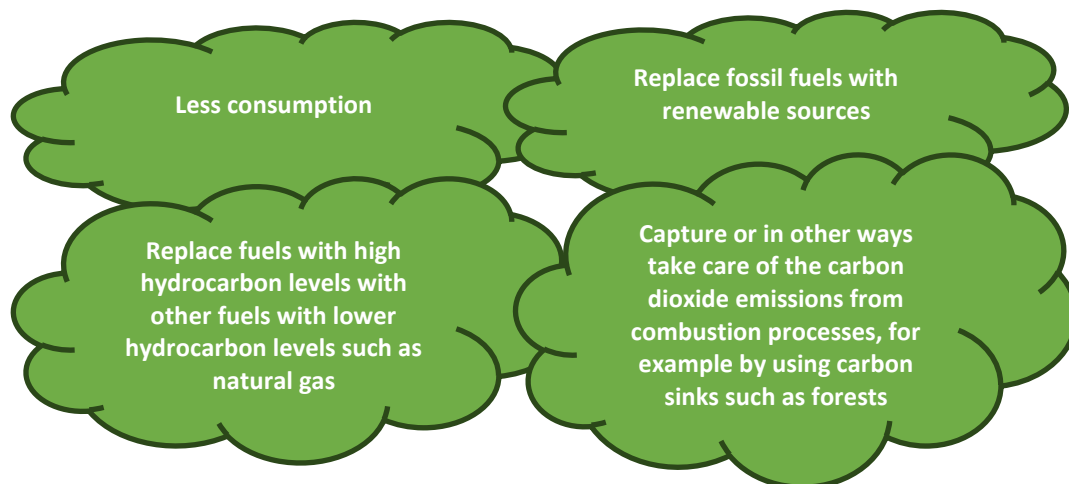 Less consumption
Replace fossil fuels with
renewable sources
Replace fuels with high
hydrocarbon levels with
other fuels with lower
hydrocarbon levels such as
natural gas
Capture or in other ways
take care of the carbon
dioxide emissions from
combustion processes, for
example by using carbon
sinks such as forests